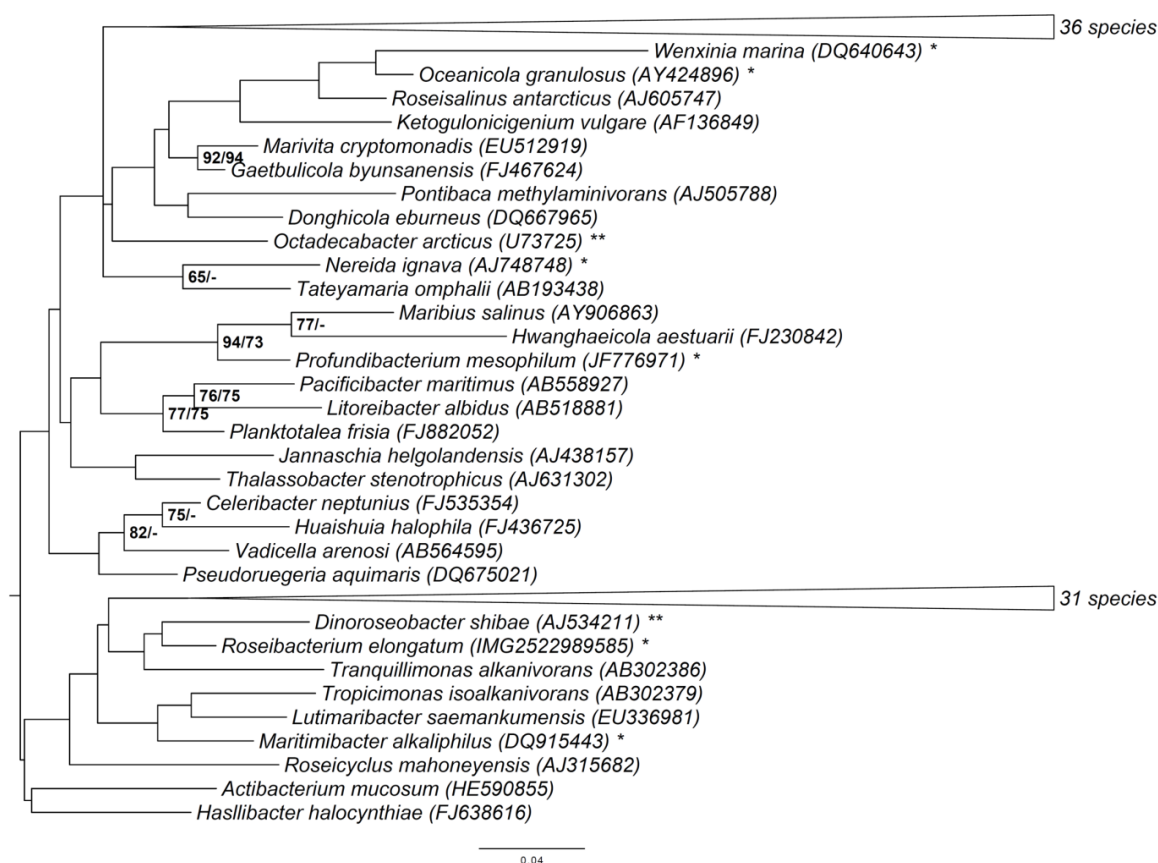 36 species
Wenxinia marina (DQ640643) *
Oceanicola granulosus (AY424896) *
Roseisalinus antarcticus (AJ605747)
Ketogulonicigenium vulgare (AF136849)
Marivita cryptomonadis (EU512919)
92/94
Gaetbulicola byunsanensis (FJ467624)
Pontibaca methylaminivorans (AJ505788)
Donghicola eburneus (DQ667965)
Octadecabacter arcticus (U73725) **
Nereida ignava (AJ748748) *
65/-
Tateyamaria omphalii (AB193438)
Maribius salinus (AY906863)
77/-
Hwanghaeicola aestuarii (FJ230842)
94/73
Profundibacterium mesophilum (JF776971) *
Pacificibacter maritimus (AB558927)
76/75
Litoreibacter albidus (AB518881)
77/75
Planktotalea frisia (FJ882052)
Jannaschia helgolandensis (AJ438157)
Thalassobacter stenotrophicus (AJ631302)
Celeribacter neptunius (FJ535354)
75/-
Huaishuia halophila (FJ436725)
82/-
Vadicella arenosi (AB564595)
Pseudoruegeria aquimaris (DQ675021)
31 species
Dinoroseobacter shibae (AJ534211) **
Roseibacterium elongatum (IMG2522989585) *
Tranquillimonas alkanivorans (AB302386)
Tropicimonas isoalkanivorans (AB302379)
Lutimaribacter saemankumensis (EU336981)
Maritimibacter alkaliphilus (DQ915443) *
Roseicyclus mahoneyensis (AJ315682)
Actibacterium mucosum (HE590855)
Hasllibacter halocynthiae (FJ638616)
0.04